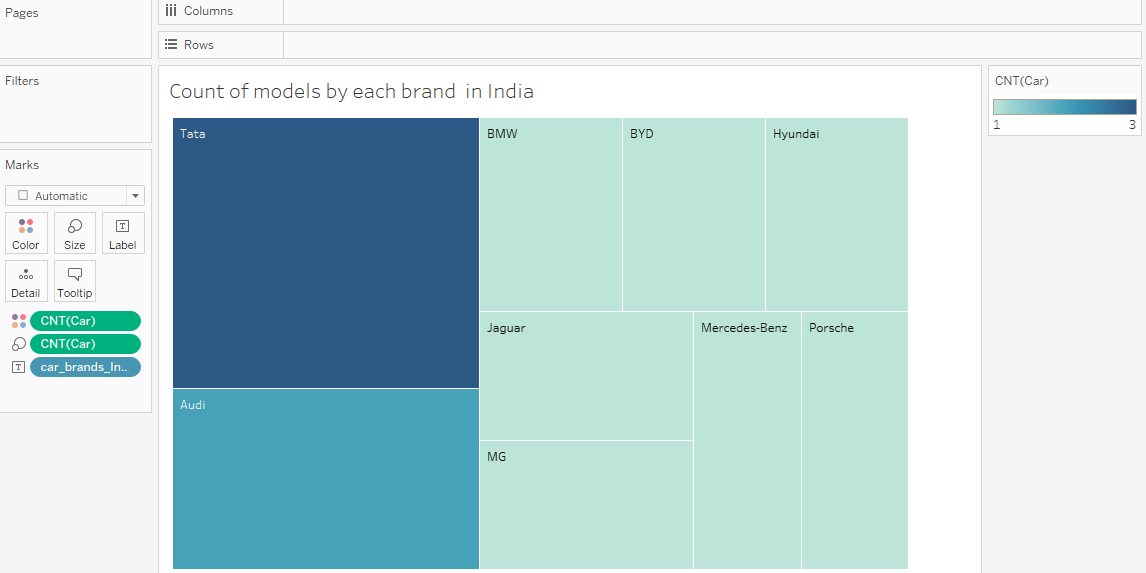 Pages
Columns
Rows
Filters
Marks
Automatic
Color
Size
Label
Detail
Tooltip
CNT(Car)
CNT(Car)
car_brands_In..
Count of models by each brand  in India
Tata
BMW
BYD
Hyundai
Audi
Jaguar
Mercedes-Benz
Porsche
MG
CNT(Car)
1 3